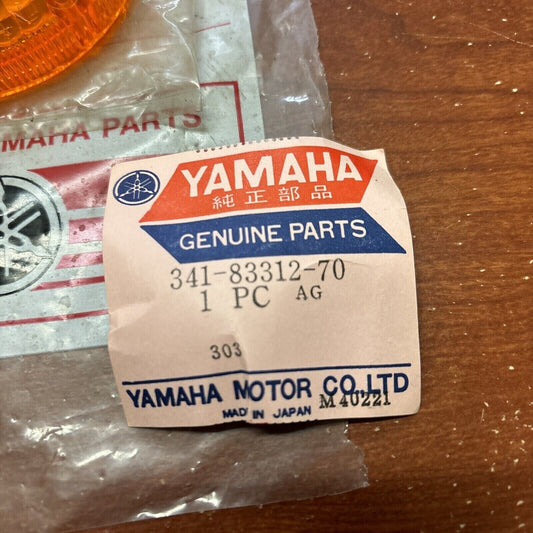 YAMAHA PARTS
YAMAHA
純正部品
GENUINE PARTS
341-83312-70
1 PC AG
303
YAMAHA MOTOR CO.,LTD
MADE IN JAPAN M40221